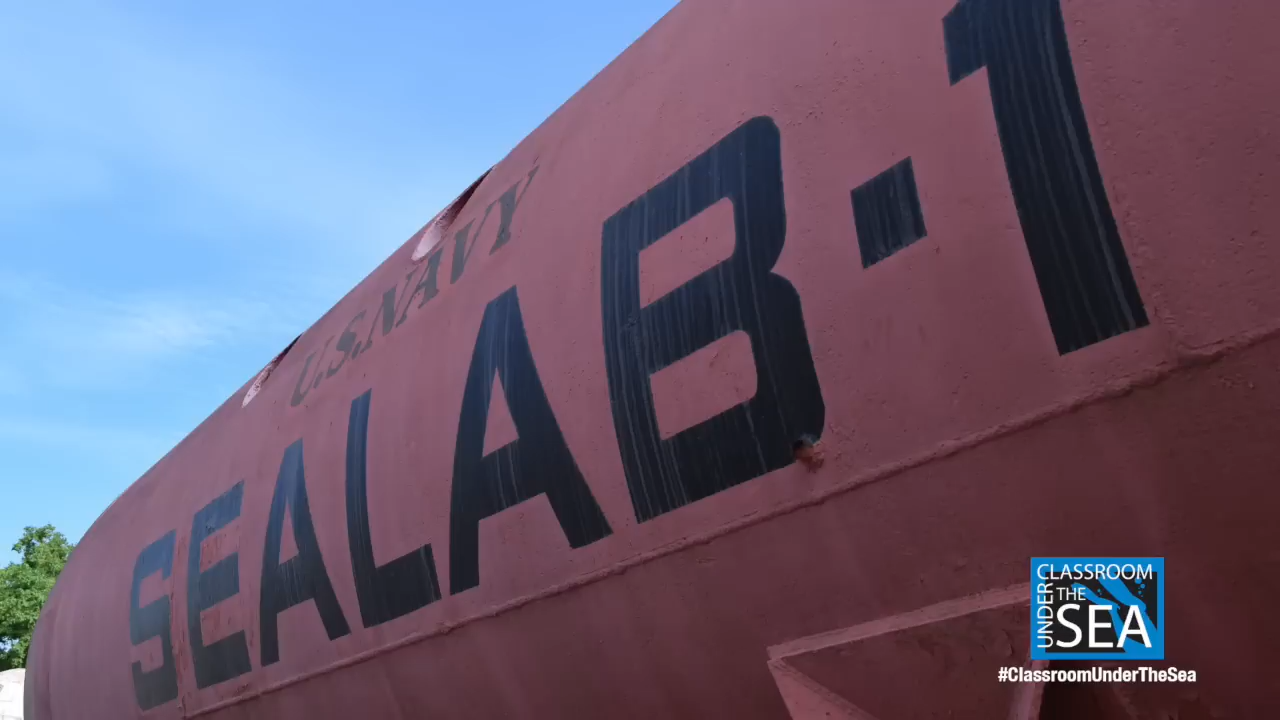 U.S. NAVY
SEALAB-1
CLASSROOM
UNDER
THE
SEA
#ClassroomUnderTheSea